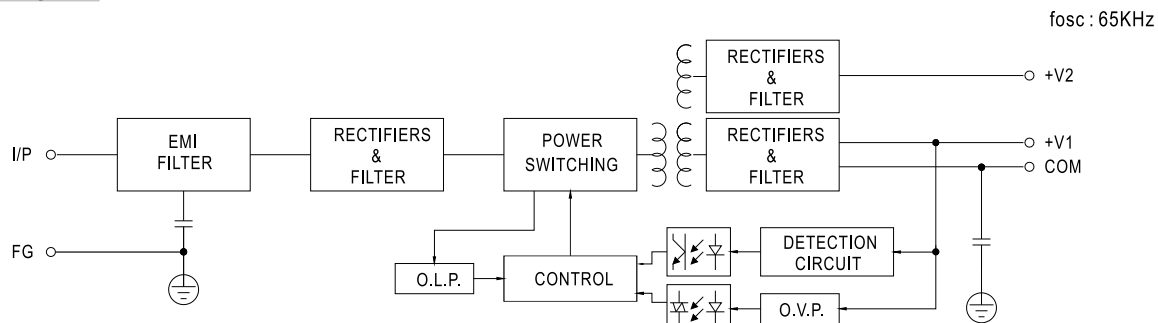 fosc : 65KHz
RECTIFIERS
&
FILTER
+V2
I/P
EMI
FILTER
RECTIFIERS
&
FILTER
POWER
SWITCHING
RECTIFIERS
&
FILTER
+V1
COM
FG
O.L.P.
CONTROL
DETECTION
CIRCUIT
O.V.P.